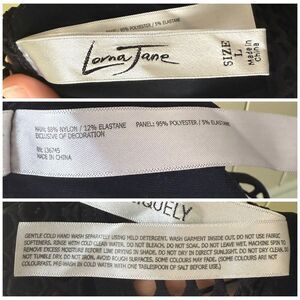 95% POLYESTER / 5% ELASTANE
Lorna Jane
SIZE
L
Made in
China
MAIN: 88% NYLON / 12% ELASTANE
EXCLUSIVE OF DECORATION
PANEL: 95% POLYESTER / 5% ELASTANE
RN: 136745
MADE IN CHINA
IQUELY
GENTLE COLD HAND WASH SEPARATELY USING MILD DETERGENT. WASH GARMENT INSIDE OUT. DO NOT USE FABRIC
SOFTENERS. RINSE WITH COLD CLEAN WATER. DO NOT BLEACH. DO NOT SOAK. DO NOT LEAVE WET. MACHINE SPIN TO
REMOVE EXCESS MOISTURE BEFORE LINE DRYING IN SHADE. DO NOT DRY IN DIRECT SUNLIGHT. DO NOT DRY CLEAN. DO
NOT TUMBLE DRY. DO NOT IRON. AVOID ROUGH SURFACES. SOME COLOURS MAY FADE. SOME COLOURS ARE NOT
COLOURFAST. PRE-WASH IN COLD WATER WITH ONE TABLESPOON OF SALT BEFORE USE.)